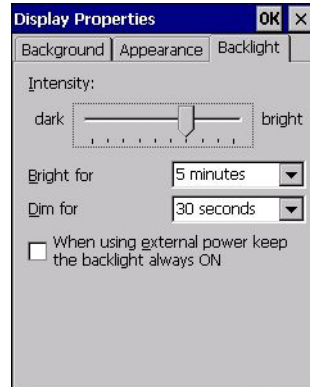 Display Properties OK ×
Background Appearance Backlight
Intensity:
dark bright
Bright for 5 minutes
Dim for 30 seconds
When using external power keep
the backlight always ON